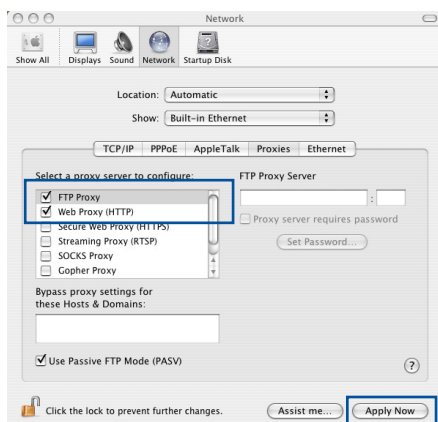 Network
Show All Displays Sound Network Startup Disk
Location: Automatic
Show: Built-in Ethernet
TCP/IP PPPoE AppleTalk Proxies Ethernet
Select a proxy server to configure: FTP Proxy Server
FTP Proxy :
Web Proxy (HTTP) Proxy server requires password
Secure Web Proxy (HTTPS)
Streaming Proxy (RTSP) Set Password...
SOCKS Proxy
Gopher Proxy
Bypass proxy settings for
these Hosts & Domains:
Use Passive FTP Mode (PASV) ?
Click the lock to prevent further changes. Assist me... Apply Now